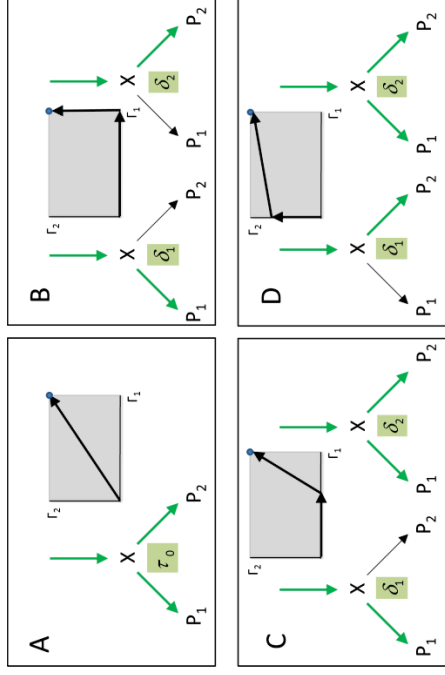 A
Γ₂
X
Γ₁
τ₀
P₁ P₂
B
Γ₂
X X
Γ₁
δ₁ δ₂
P₁ P₂ P₁ P₂
C
Γ₂
Γ₁
X X
δ₁ δ₂
P₁ P₂ P₁ P₂
D
Γ₂
Γ₁
X X
δ₁ δ₂
P₁ P₂ P₁ P₂